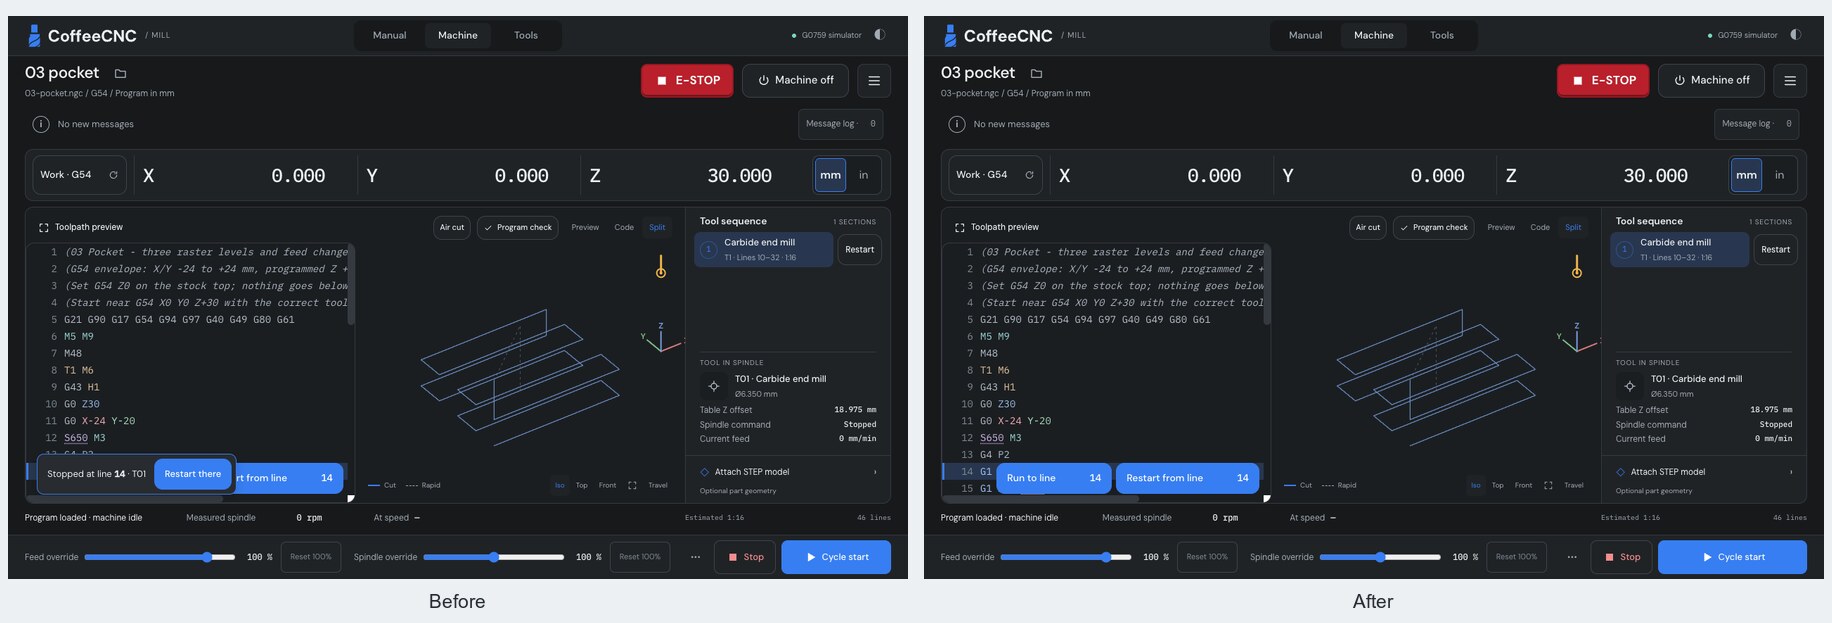 CoffeeCNC / MILL Manual Machine Tools G0759 simulator
03 pocket E-STOP Machine off
03-pocket.ngc / G54 / Program in mm
No new messages Message log · 0
Work · G54 X 0.000 Y 0.000 Z 30.000 mm in
Toolpath preview Air cut Program check Preview Code Split
1 (03 Pocket - three raster levels and feed change
2 (G54 envelope: X/Y -24 to +24 mm, programmed Z +
3 (Set G54 Z0 on the stock top; nothing goes below
4 (Start near G54 X0 Y0 Z+30 with the correct tool
5 G21 G90 G17 G54 G94 G97 G40 G49 G80 G61
6 M5 M9
7 M48
8 T1 M6
9 G43 H1
10 G0 Z30
11 G0 X-24 Y-20
12 S650 M3
13 G4 P2
Stopped at line 14 · T01 Restart there
rt from line 14
Z
Y
Cut Rapid Iso Top Front Travel
Tool sequence 1 SECTIONS
1 Carbide end mill Restart
T1 · Lines 10–32 · 1:16
TOOL IN SPINDLE
T01 · Carbide end mill
Ø6.350 mm
Table Z offset 18.975 mm
Spindle command Stopped
Current feed 0 mm/min
Attach STEP model
Optional part geometry
Program loaded · machine idle Measured spindle 0 rpm At speed – Estimated 1:16 46 lines
Feed override 100 % Reset 100% Spindle override 100 % Reset 100% ··· Stop Cycle start
Before
CoffeeCNC / MILL Manual Machine Tools G0759 simulator
03 pocket E-STOP Machine off
03-pocket.ngc / G54 / Program in mm
No new messages Message log · 0
Work · G54 X 0.000 Y 0.000 Z 30.000 mm in
Toolpath preview Air cut Program check Preview Code Split
1 (03 Pocket - three raster levels and feed change
2 (G54 envelope: X/Y -24 to +24 mm, programmed Z +
3 (Set G54 Z0 on the stock top; nothing goes below
4 (Start near G54 X0 Y0 Z+30 with the correct tool
5 G21 G90 G17 G54 G94 G97 G40 G49 G80 G61
6 M5 M9
7 M48
8 T1 M6
9 G43 H1
10 G0 Z30
11 G0 X-24 Y-20
12 S650 M3
13 G4 P2
14 G1 Run to line 14 Restart from line 14
15 G1
Z
Y
Cut Rapid Iso Top Front Travel
Tool sequence 1 SECTIONS
1 Carbide end mill Restart
T1 · Lines 10–32 · 1:16
TOOL IN SPINDLE
T01 · Carbide end mill
Ø6.350 mm
Table Z offset 18.975 mm
Spindle command Stopped
Current feed 0 mm/min
Attach STEP model
Optional part geometry
Program loaded · machine idle Measured spindle 0 rpm At speed – Estimated 1:16 46 lines
Feed override 100 % Reset 100% Spindle override 100 % Reset 100% ··· Stop Cycle start
After